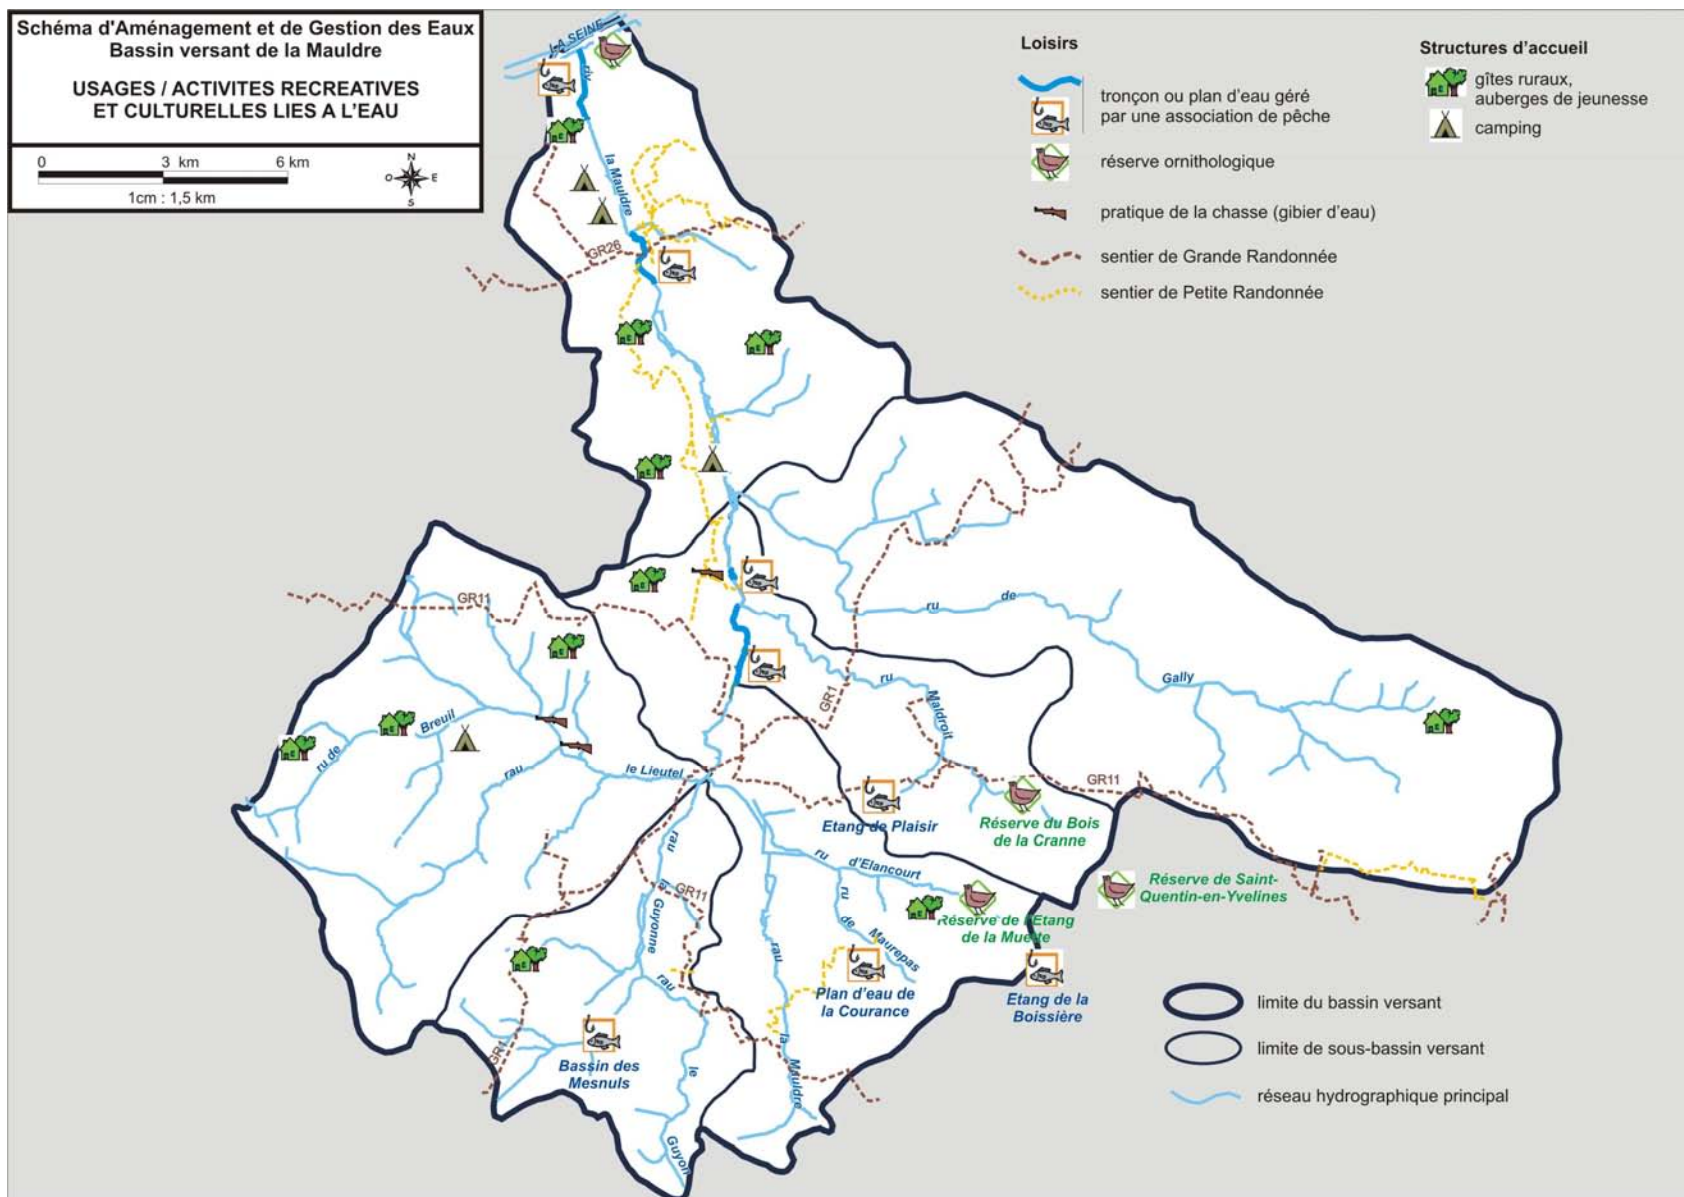 Schéma d'Aménagement et de Gestion des Eaux
Bassin versant de la Mauldre
USAGES / ACTIVITES RECREATIVES
ET CULTURELLES LIES A L'EAU
0 3 km 6 km
1cm : 1,5 km
N
O E
S
Loisirs
tronçon ou plan d'eau géré
par une association de pêche
réserve ornithologique
pratique de la chasse (gibier d'eau)
sentier de Grande Randonnée
sentier de Petite Randonnée
Structures d'accueil
gîtes ruraux,
auberges de jeunesse
camping
LA SEINE
riv.
la Mauldre
GR26
GR11
ru de Gally
ru Maldroit
GR1
Breuil
ru de
rau
le Lieutel
GR11
Etang de Plaisir
Réserve du Bois
de la Cranne
rau
la
Guyonne
GR11
ru d'Elancourt
ru
de
Maurepas
Réserve de l'Etang
de la Muette
Réserve de Saint-
Quentin-en-Yvelines
rau
la
Mauldre
Plan d'eau de
la Courance
Etang de la
Boissière
GR1
Bassin des
Mesnuls
rau
le
Guyon
limite du bassin versant
limite de sous-bassin versant
réseau hydrographique principal